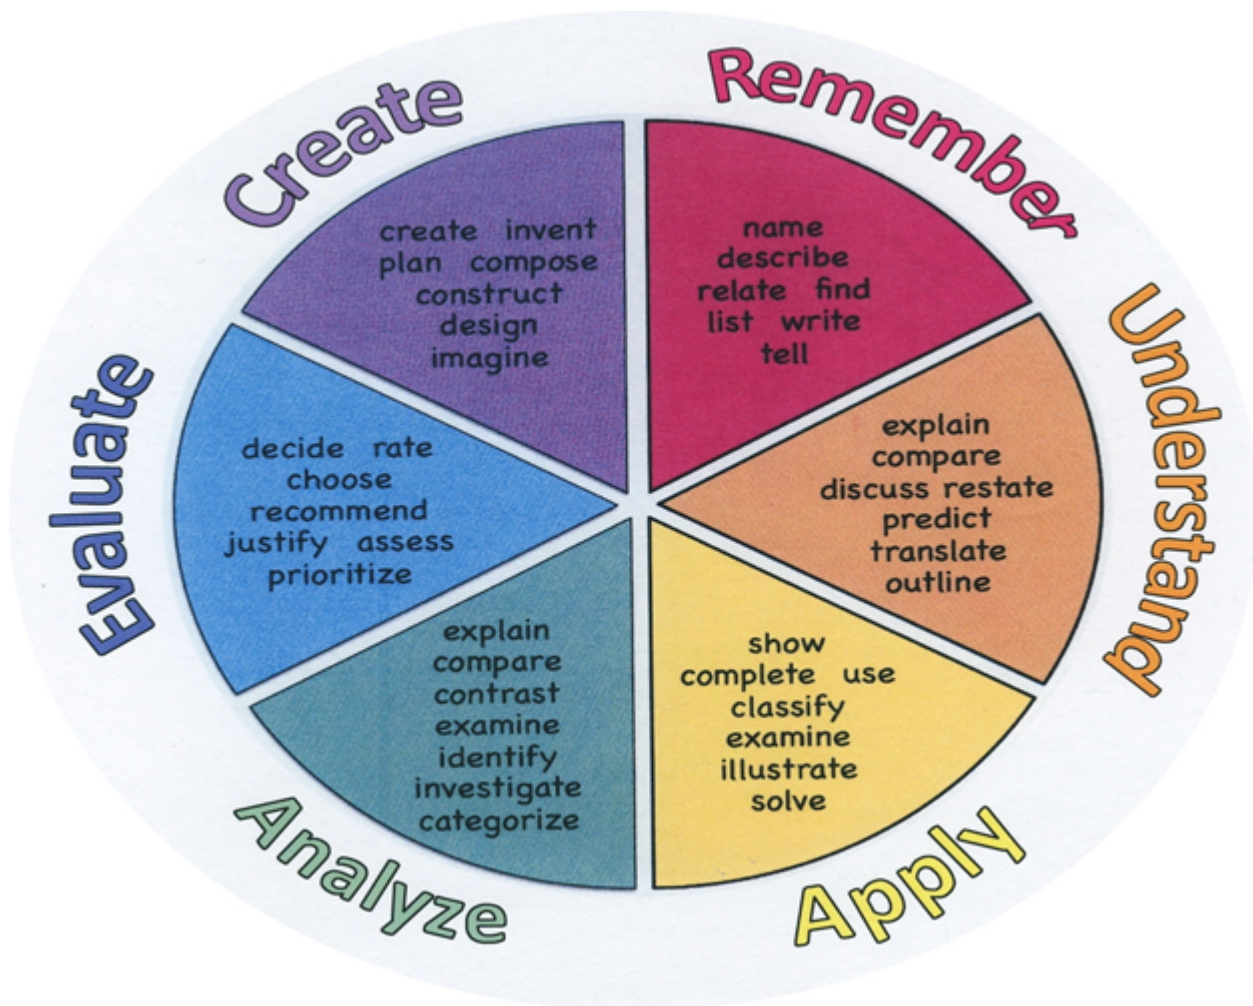 Remember
name
describe
relate find
list write
tell
Understand
explain
compare
discuss restate
predict
translate
outline
Apply
show
complete use
classify
examine
illustrate
solve
Analyze
explain
compare
contrast
examine
identify
investigate
categorize
Evaluate
decide rate
choose
recommend
justify assess
prioritize
Create
create invent
plan compose
construct
design
imagine